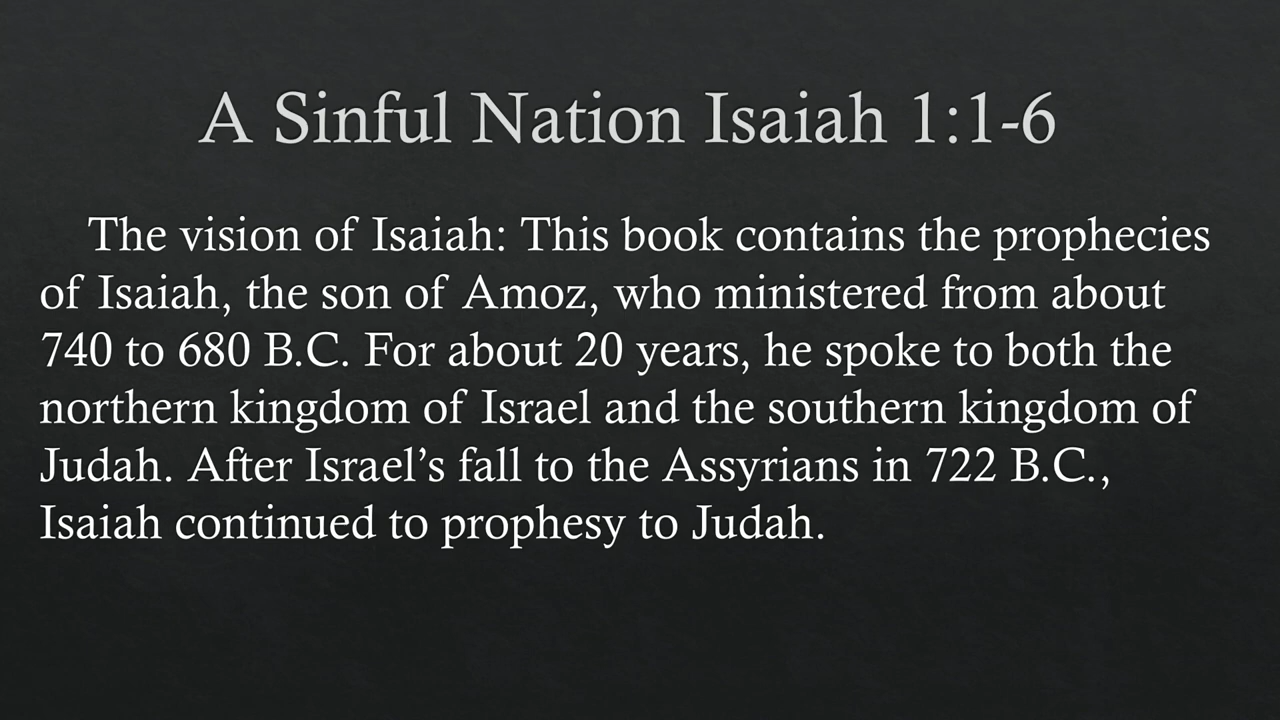 A Sinful Nation Isaiah 1:1-6
The vision of Isaiah: This book contains the prophecies
of Isaiah, the son of Amoz, who ministered from about
740 to 680 B.C. For about 20 years, he spoke to both the
northern kingdom of Israel and the southern kingdom of
Judah. After Israel’s fall to the Assyrians in 722 B.C.,
Isaiah continued to prophesy to Judah.